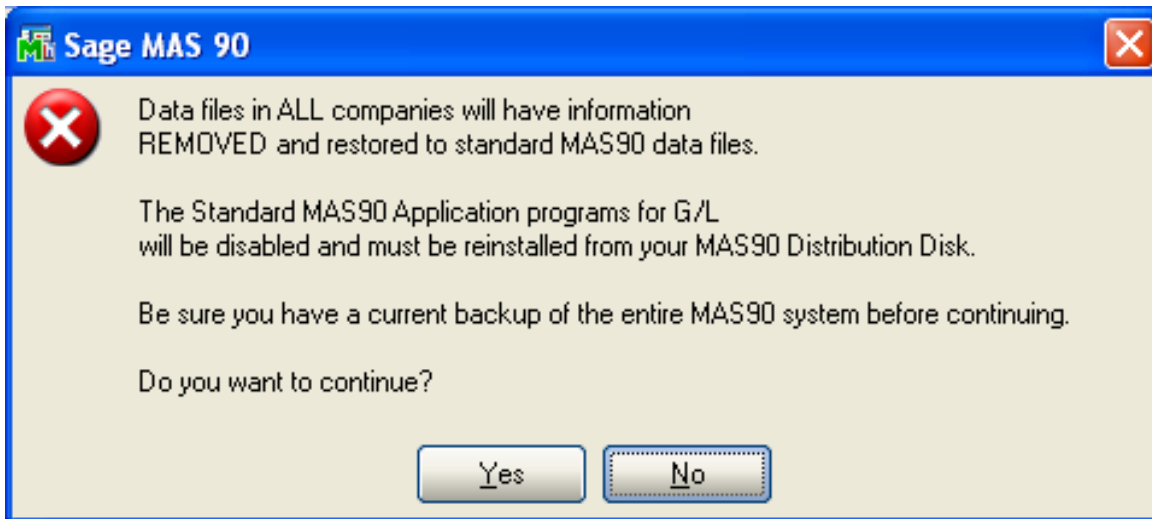 Sage MAS 90
Data files in ALL companies will have information
REMOVED and restored to standard MAS90 data files.
The Standard MAS90 Application programs for G/L
will be disabled and must be reinstalled from your MAS90 Distribution Disk.
Be sure you have a current backup of the entire MAS90 system before continuing.
Do you want to continue?
Yes
No